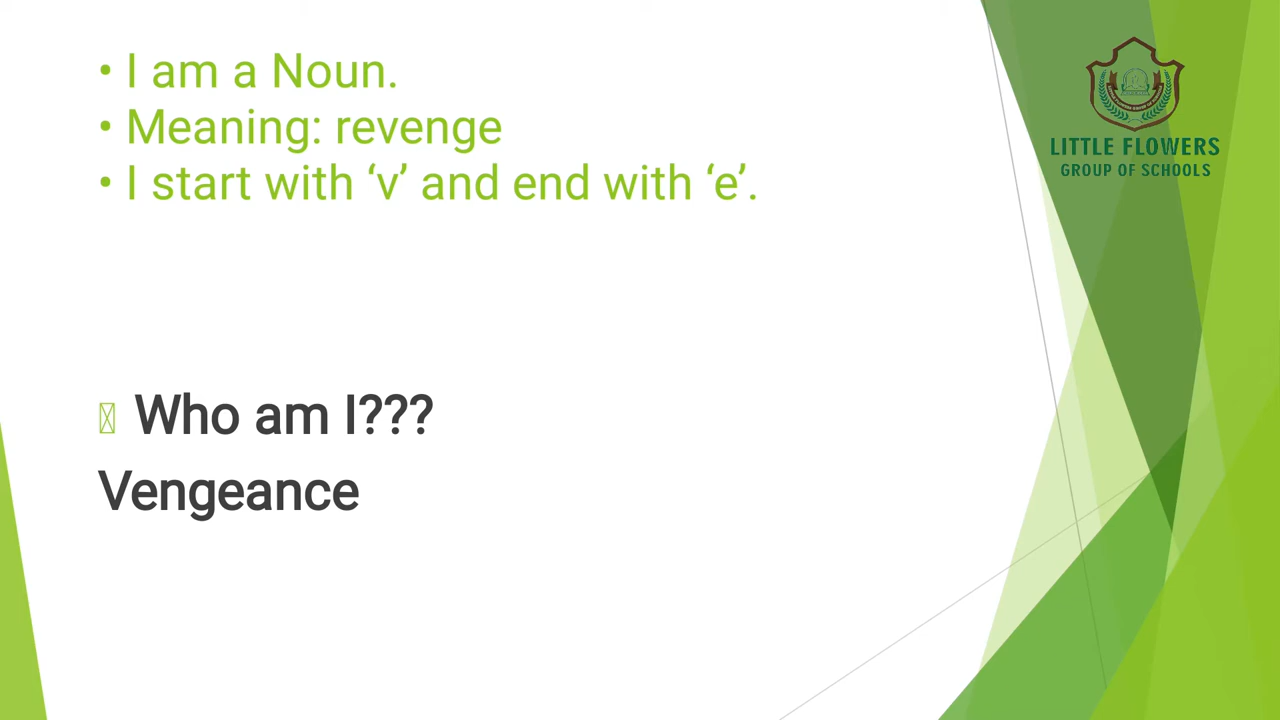 • I am a Noun.
• Meaning: revenge
• I start with ‘v’ and end with ‘e’.
LITTLE FLOWERS
GROUP OF SCHOOLS
Who am I???
Vengeance